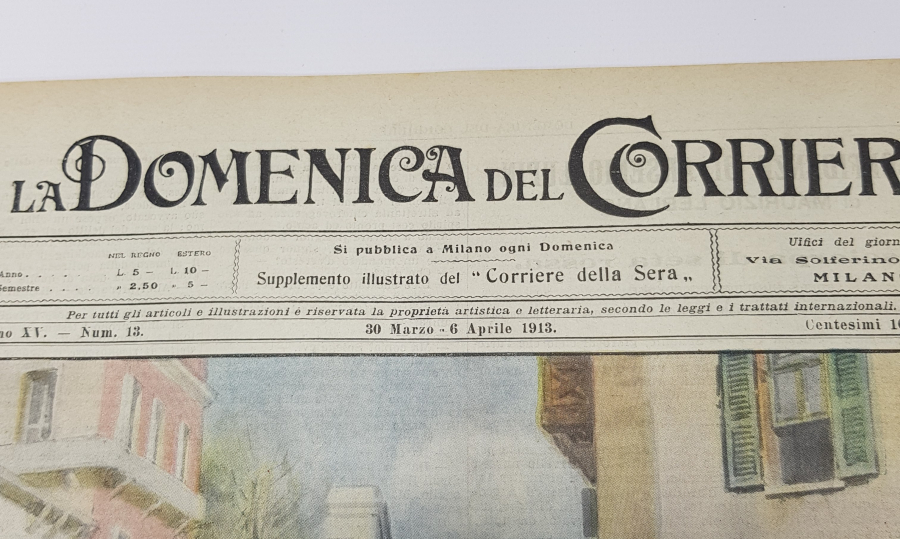 LA DOMENICA DEL CORRIER
NEL REGNO ESTERO
Anno . . . . . . L. 5 — L. 10 —
Semestre . . . . . „ 2,50 „ 5 —
Si pubblica a Milano ogni Domenica
Supplemento illustrato del “ Corriere della Sera „
Uffici del giorn
Via Solferino
MILANO
Per tutti gli articoli e illustrazioni è riservata la proprietà artistica e letteraria, secondo le leggi e i trattati internazionali.
no XV. — Num. 13.
30 Marzo - 6 Aprile 1913.
Centesimi 10